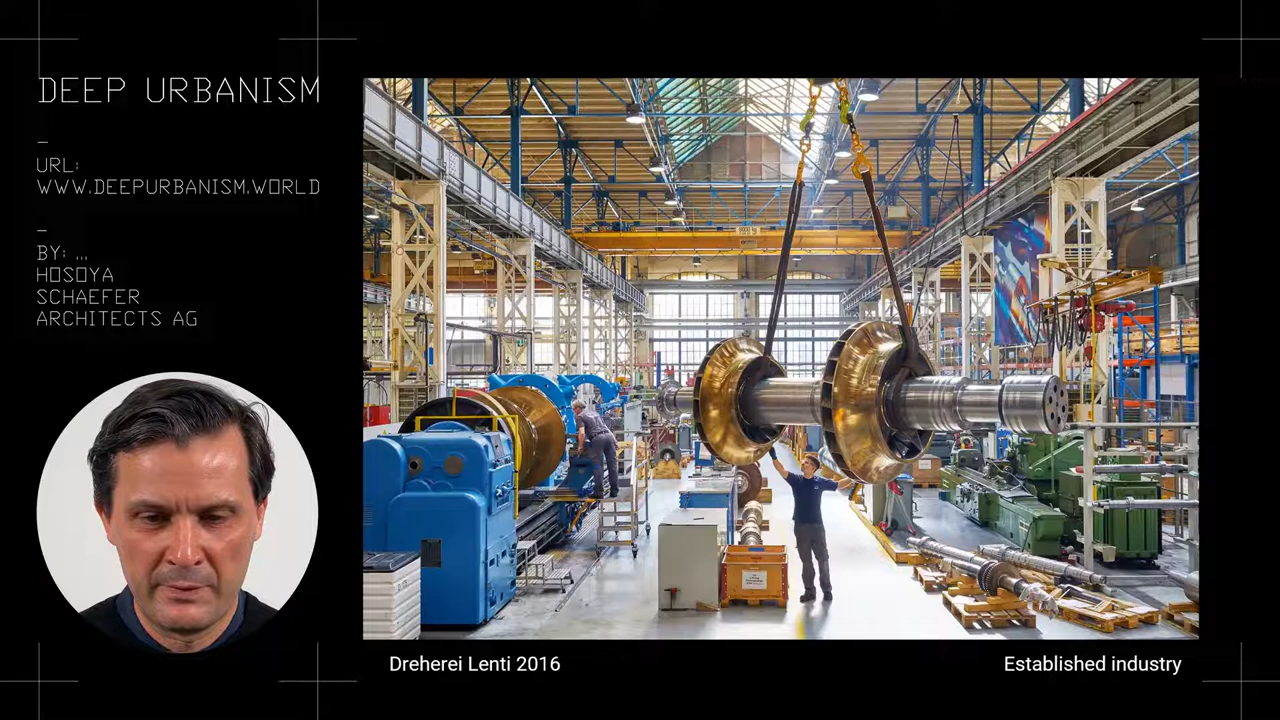 DEEP URBANISM
–
URL:
WWW.DEEPURBANISM.WORLD
–
BY: ...
HOSOYA
SCHAEFER
ARCHITECTS AG
Dreherei Lenti 2016
Established industry